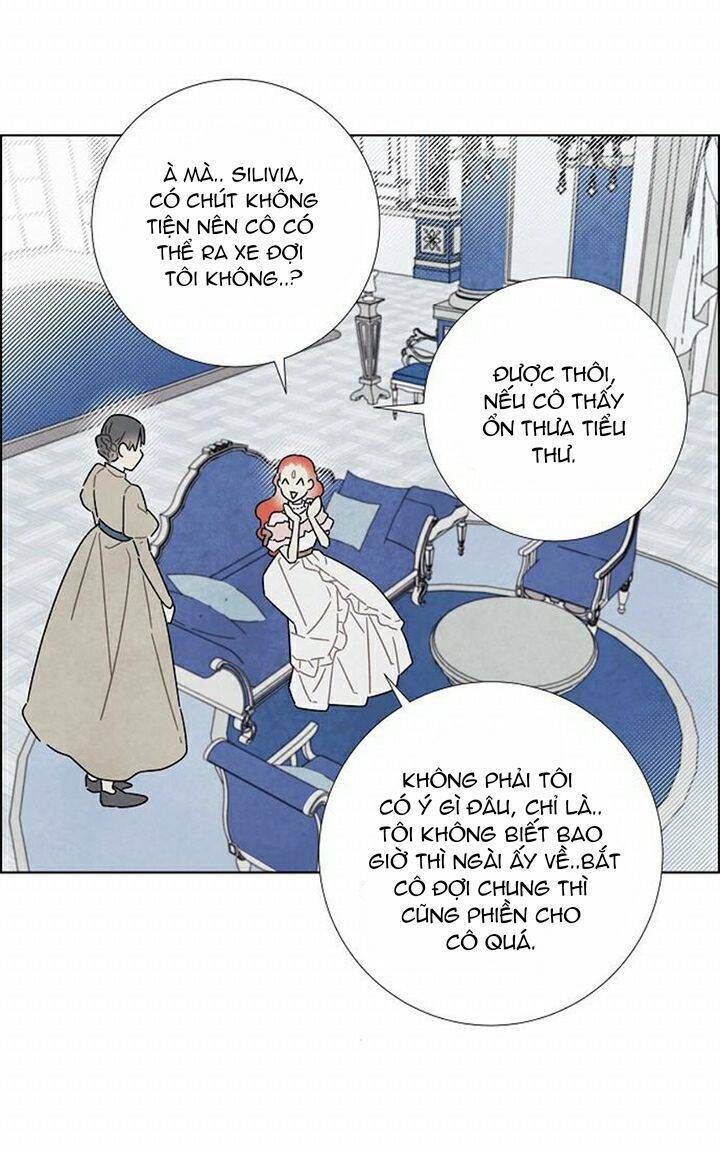 À MÀ.. SILIVIA,
CÓ CHÚT KHÔNG
TIỆN NÊN CÔ CÓ
THỂ RA XE ĐỢI
TÔI KHÔNG..?
ĐƯỢC THÔI,
NẾU CÔ THẤY
ỔN THƯA TIỂU
THƯ.
KHÔNG PHẢI TÔI
CÓ Ý GÌ ĐÂU, CHỈ LÀ..
TÔI KHÔNG BIẾT BAO
GIỜ THÌ NGÀI ẤY VỀ..BẮT
CÔ ĐỢI CHUNG THÌ
CŨNG PHIỀN CHO
CÔ QUÁ.